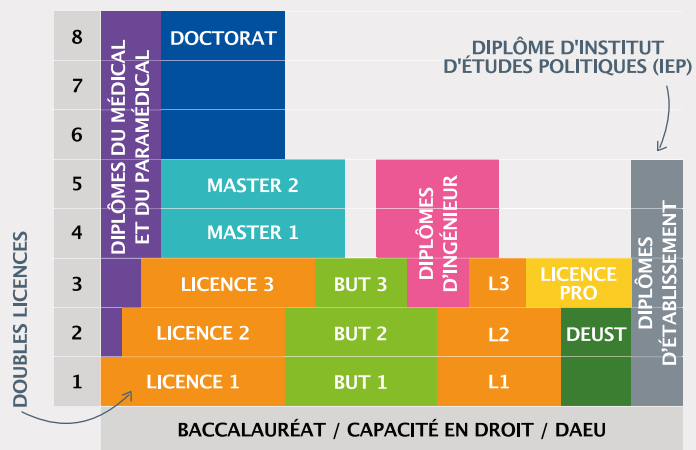 DIPLÔME D'INSTITUT
D'ÉTUDES POLITIQUES (IEP)
8
DOCTORAT
7
6
DIPLÔMES DU MÉDICAL
ET DU PARAMÉDICAL
5
MASTER 2
4
MASTER 1
DIPLÔMES
D'INGÉNIEUR
DIPLÔMES
D'ÉTABLISSEMENT
DOUBLES LICENCES
3
LICENCE 3
BUT 3
L3
LICENCE
PRO
2
LICENCE 2
BUT 2
L2
DEUST
1
LICENCE 1
BUT 1
L1
BACCALAURÉAT / CAPACITÉ EN DROIT / DAEU